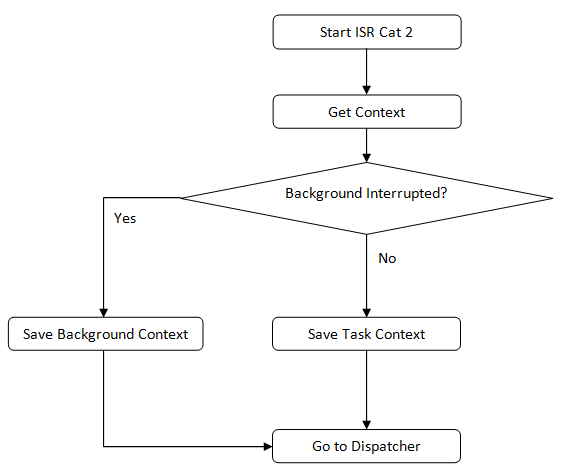 Start ISR Cat 2
Get Context
Background Interrupted?
Yes
No
Save Background Context
Save Task Context
Go to Dispatcher